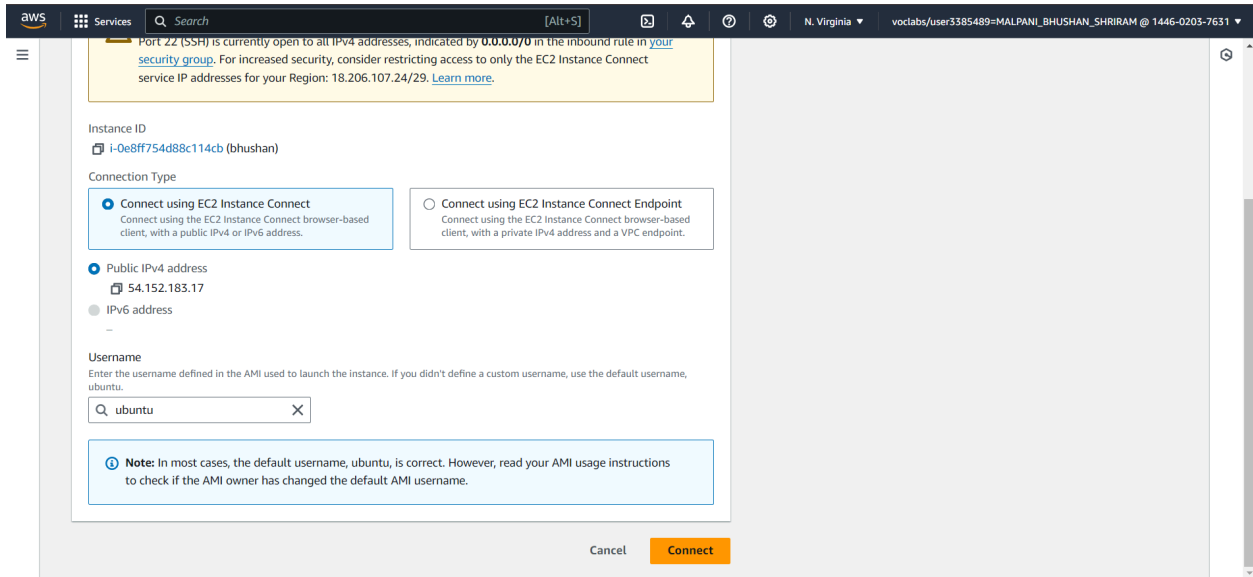 aws Services Search [Alt+S] N. Virginia ▼ voclabs/user3385489=MALPANI_BHUSHAN_SHRIRAM @ 1446-0203-7631 ▼
Port 22 (SSH) is currently open to all IPv4 addresses, indicated by 0.0.0.0/0 in the inbound rule in your
security group. For increased security, consider restricting access to only the EC2 Instance Connect
service IP addresses for your Region: 18.206.107.24/29. Learn more.
Instance ID
i-0e8ff754d88c114cb (bhushan)
Connection Type
Connect using EC2 Instance Connect
Connect using the EC2 Instance Connect browser-based
client, with a public IPv4 or IPv6 address.
Connect using EC2 Instance Connect Endpoint
Connect using the EC2 Instance Connect browser-based
client, with a private IPv4 address and a VPC endpoint.
Public IPv4 address
54.152.183.17
IPv6 address
–
Username
Enter the username defined in the AMI used to launch the instance. If you didn't define a custom username, use the default username,
ubuntu.
ubuntu
Note: In most cases, the default username, ubuntu, is correct. However, read your AMI usage instructions
to check if the AMI owner has changed the default AMI username.
Cancel Connect